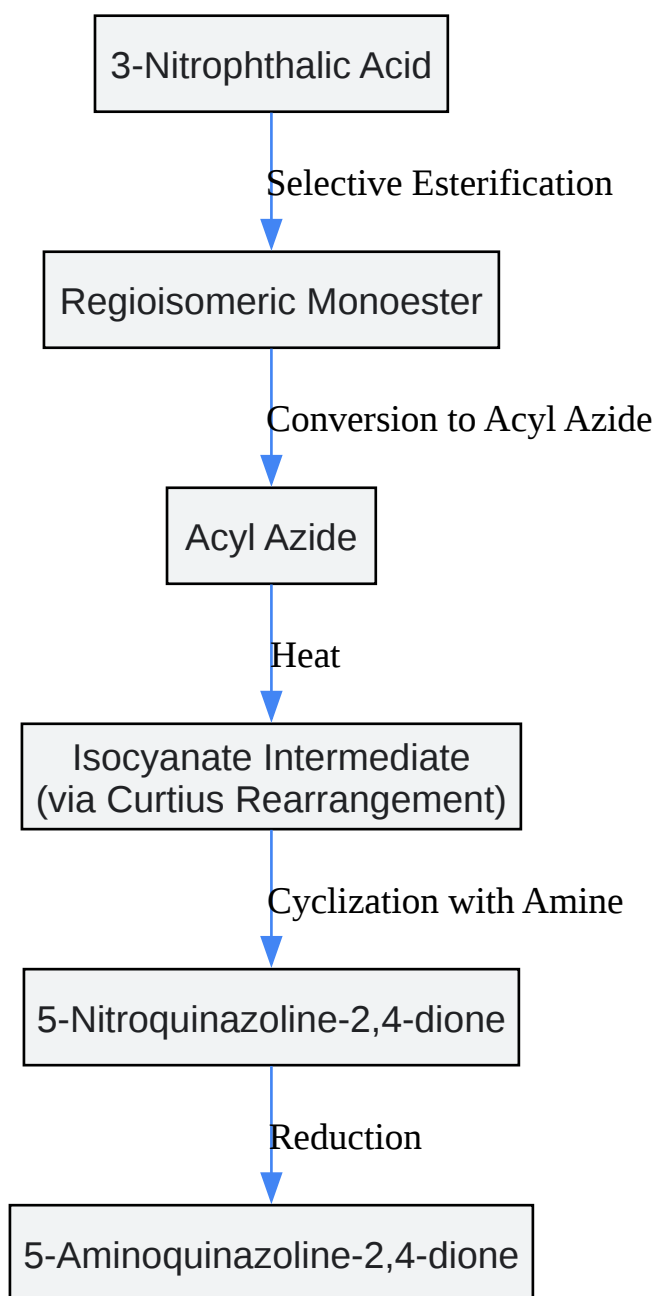 3-Nitrophthalic Acid
Selective Esterification
Regioisomeric Monoester
Conversion to Acyl Azide
Acyl Azide
Heat
Isocyanate Intermediate
(via Curtius Rearrangement)
Cyclization with Amine
5-Nitroquinazoline-2,4-dione
Reduction
5-Aminoquinazoline-2,4-dione